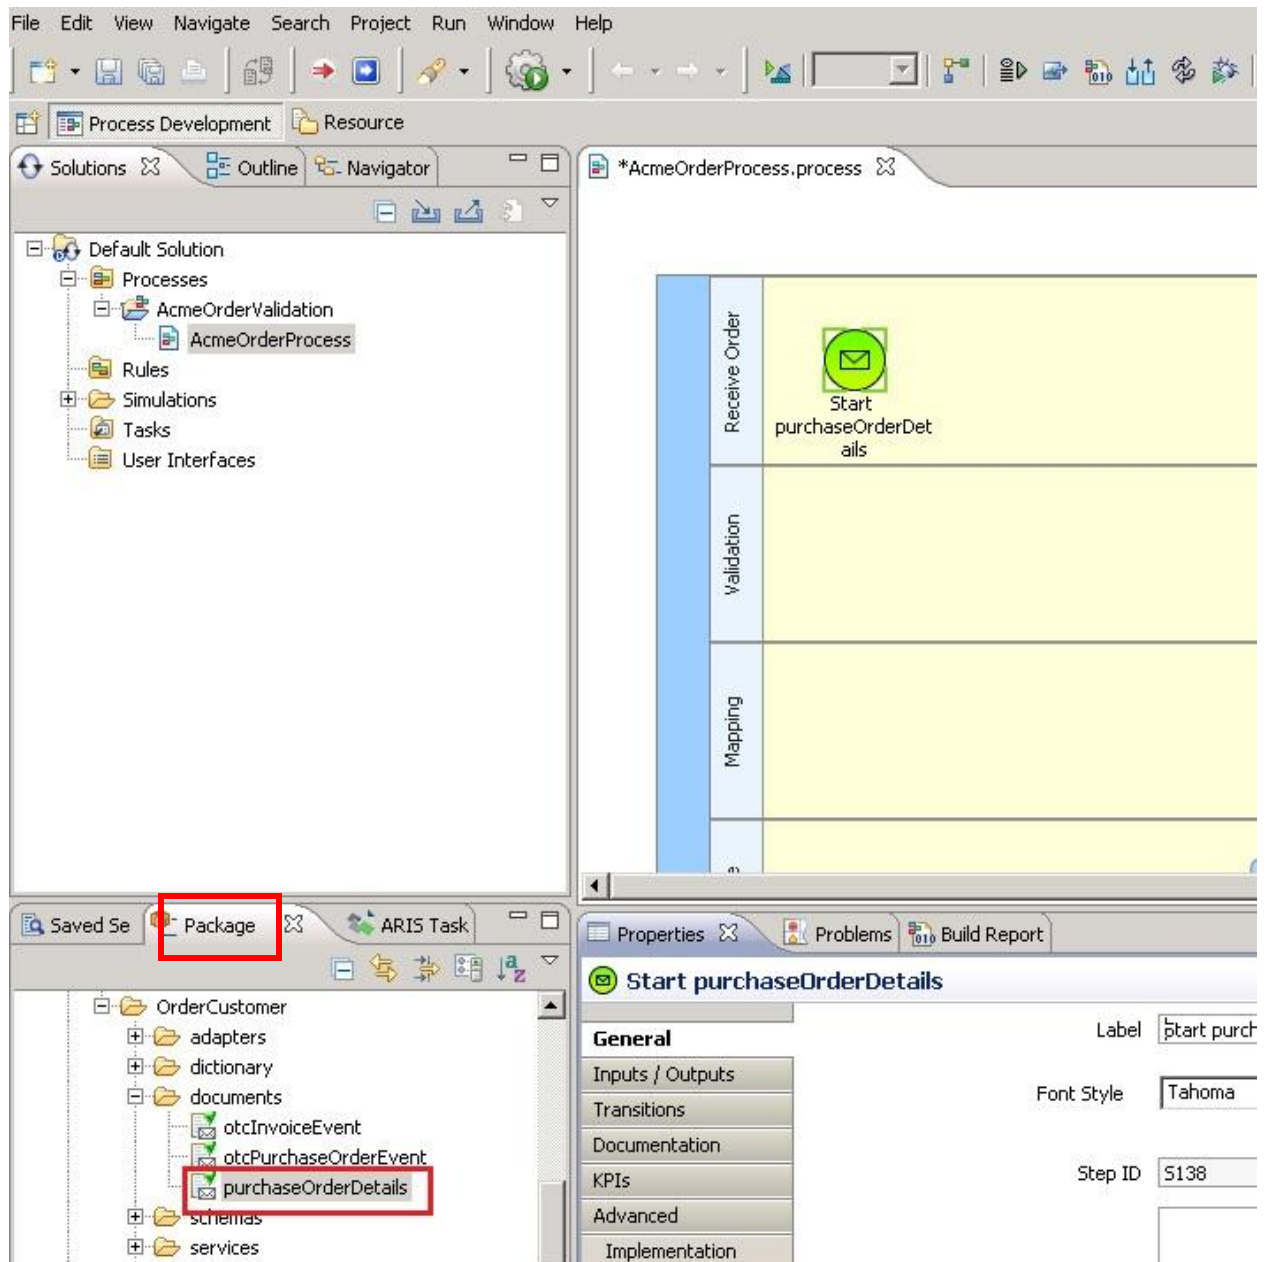 File Edit View Navigate Search Project Run Window Help
Process Development Resource
Solutions Outline Navigator
*AcmeOrderProcess.process
Default Solution
Processes
AcmeOrderValidation
AcmeOrderProcess
Rules
Simulations
Tasks
User Interfaces
Receive Order
Start
purchaseOrderDet
ails
Validation
Mapping
Saved Se Package ARIS Task
OrderCustomer
adapters
dictionary
documents
otcInvoiceEvent
otcPurchaseOrderEvent
purchaseOrderDetails
schemas
services
Properties Problems Build Report
Start purchaseOrderDetails
General
Inputs / Outputs
Transitions
Documentation
KPIs
Advanced
Implementation
Label Start purch
Font Style Tahoma
Step ID S138